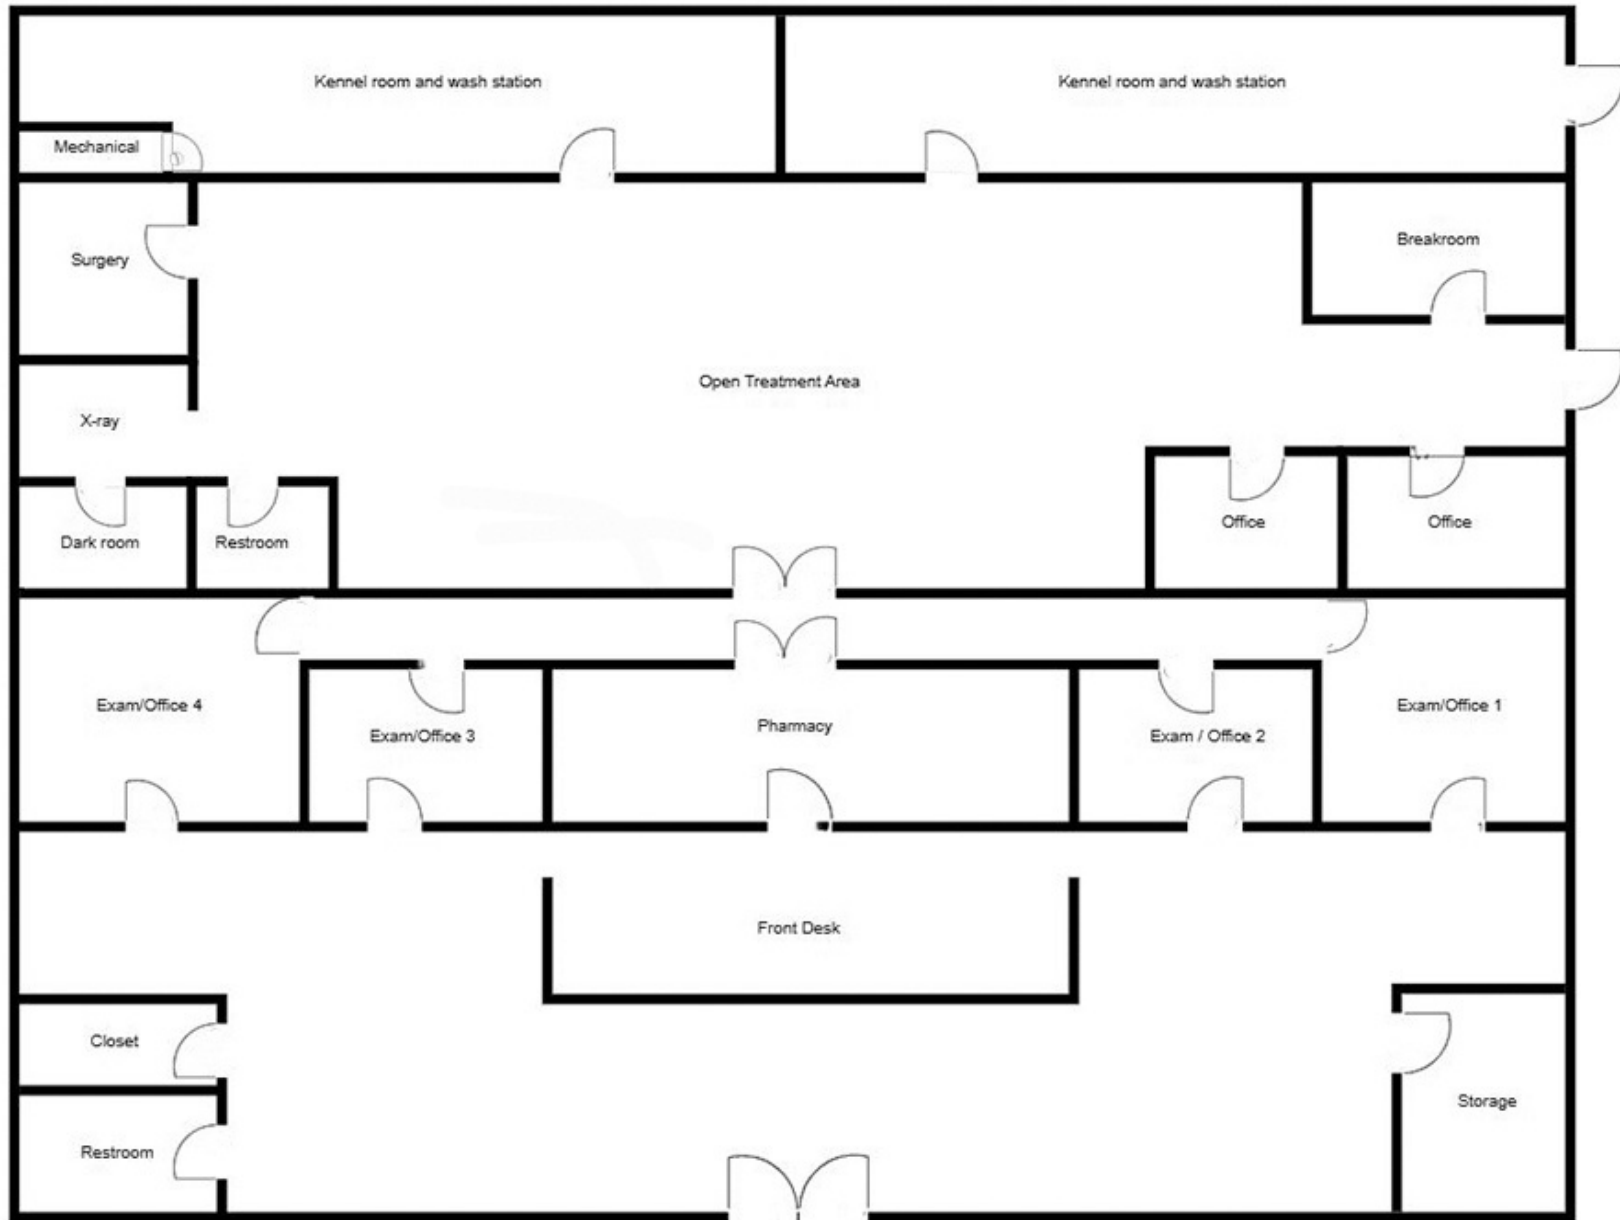 Kennel room and wash station
Kennel room and wash station
Mechanical
Surgery
Breakroom
Open Treatment Area
X-ray
Dark room
Restroom
Office
Office
Exam/Office 4
Exam/Office 3
Pharmacy
Exam / Office 2
Exam/Office 1
Front Desk
Closet
Storage
Restroom